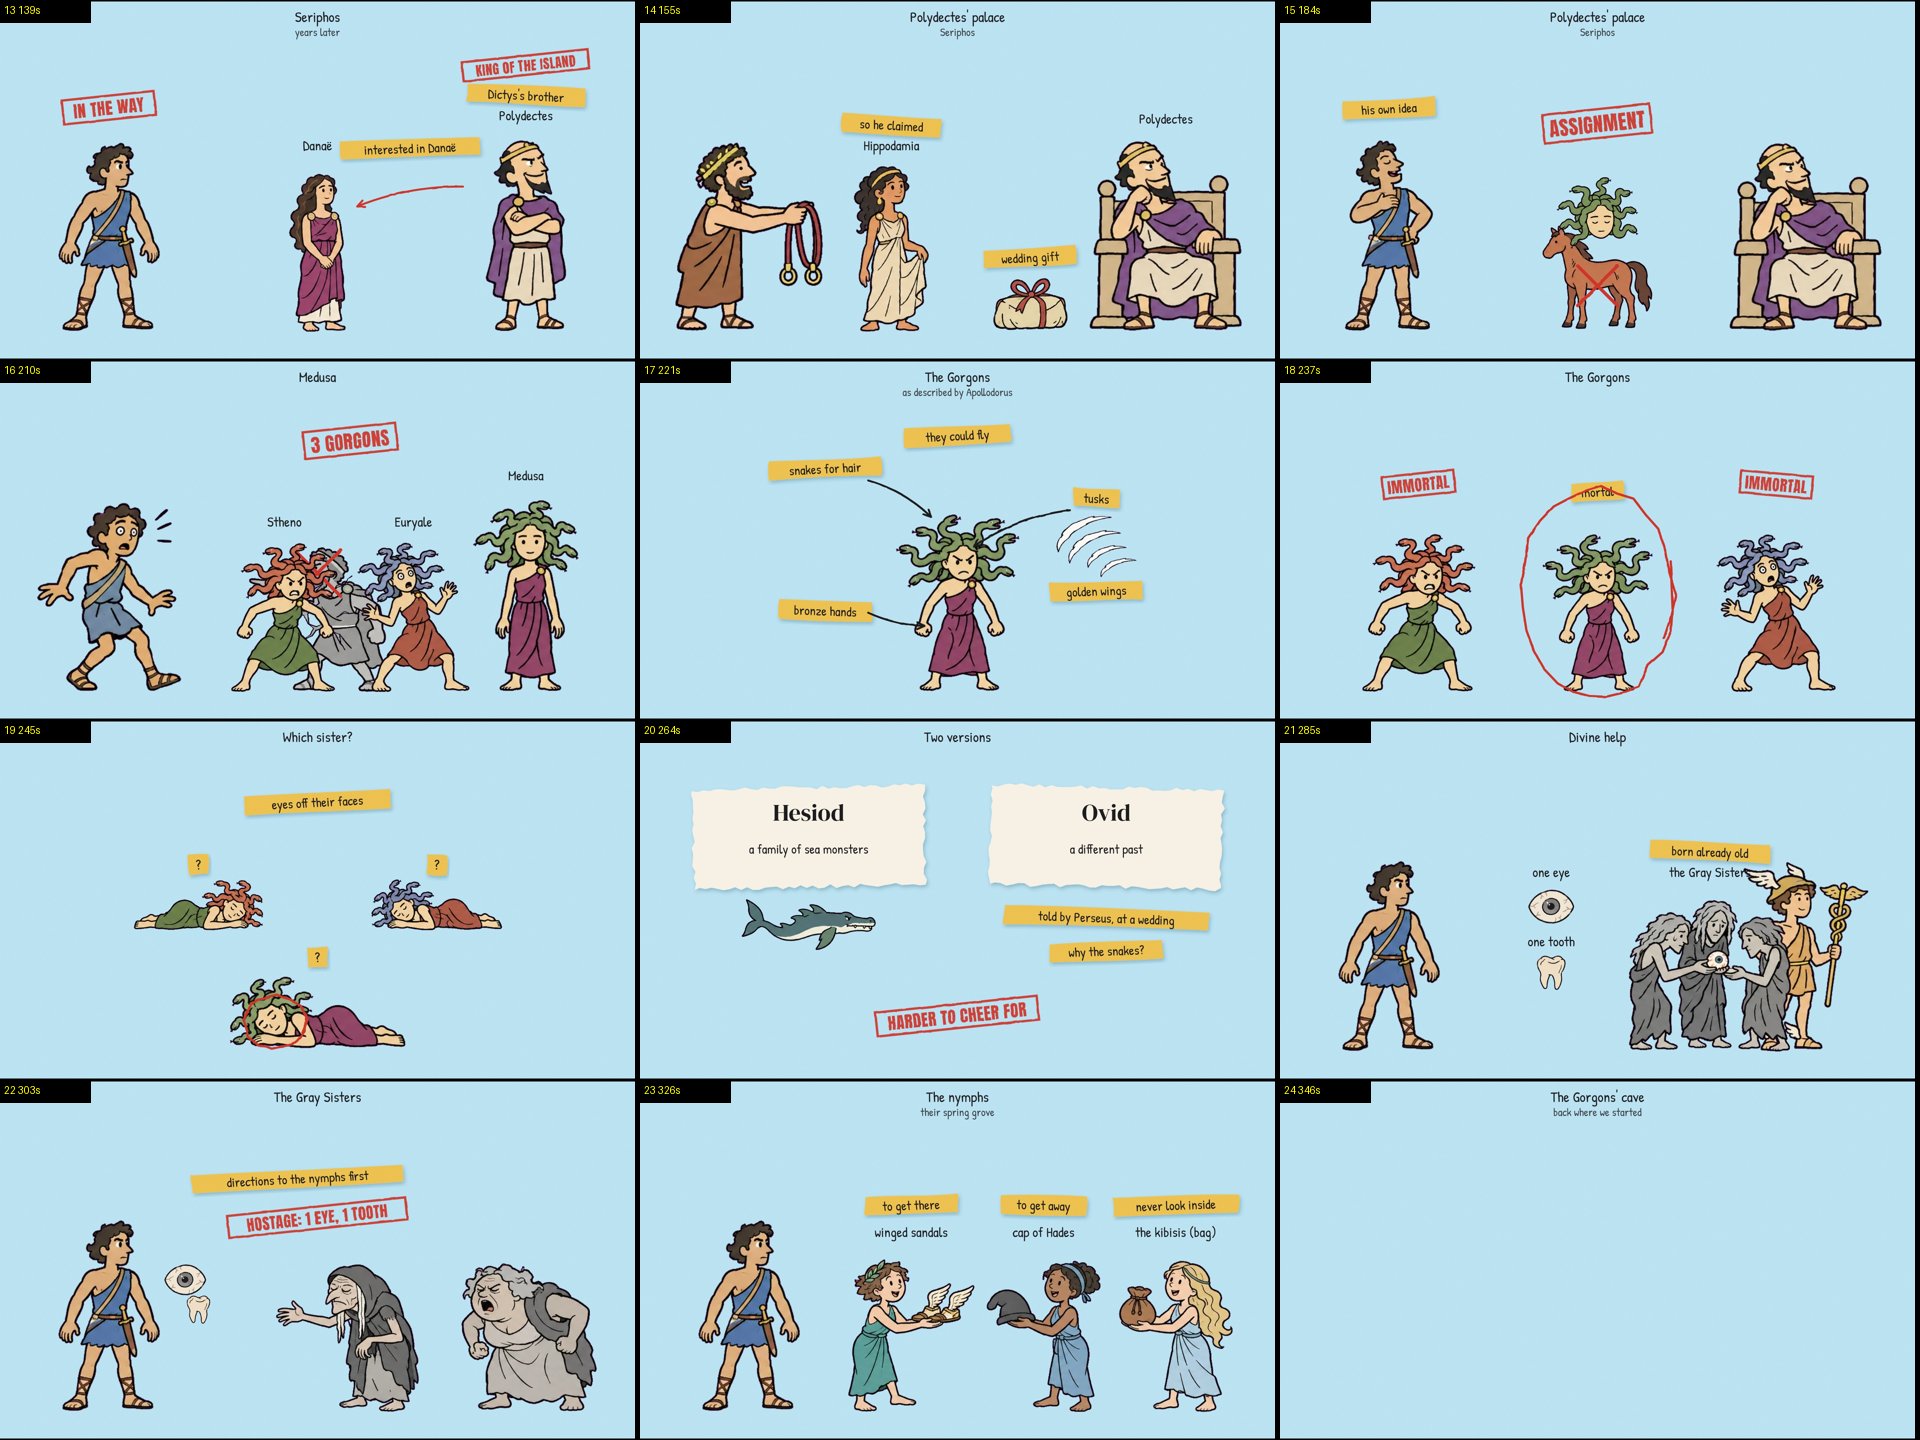 13 139s
Seriphos
years later
KING OF THE ISLAND
Dictys's brother
Polydectes
IN THE WAY
Danaë
interested in Danaë
14 155s
Polydectes' palace
Seriphos
so he claimed
Hippodamia
Polydectes
wedding gift
15 184s
Polydectes' palace
Seriphos
his own idea
ASSIGNMENT
16 210s
Medusa
3 GORGONS
Medusa
Stheno
Euryale
17 221s
The Gorgons
as described by Apollodorus
they could fly
snakes for hair
tusks
golden wings
bronze hands
18 237s
The Gorgons
IMMORTAL
mortal
IMMORTAL
19 245s
Which sister?
eyes off their faces
?
?
?
20 264s
Two versions
Hesiod
a family of sea monsters
Ovid
a different past
told by Perseus, at a wedding
why the snakes?
HARDER TO CHEER FOR
21 285s
Divine help
born already old
one eye
the Gray Sisters
one tooth
22 303s
The Gray Sisters
directions to the nymphs first
HOSTAGE: 1 EYE, 1 TOOTH
23 326s
The nymphs
their spring grove
to get there
to get away
never look inside
winged sandals
cap of Hades
the kibisis (bag)
24 346s
The Gorgons' cave
back where we started